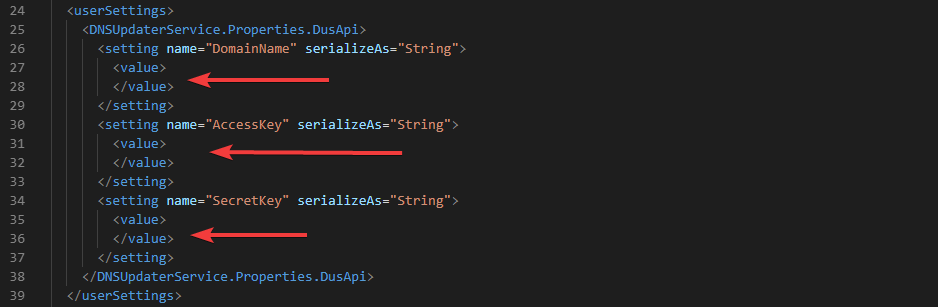 24 <userSettings>
25 <DNSUpdaterService.Properties.DusApi>
26 <setting name="DomainName" serializeAs="String">
27 <value>
28 </value>
29 </setting>
30 <setting name="AccessKey" serializeAs="String">
31 <value>
32 </value>
33 </setting>
34 <setting name="SecretKey" serializeAs="String">
35 <value>
36 </value>
37 </setting>
38 </DNSUpdaterService.Properties.DusApi>
39 </userSettings>